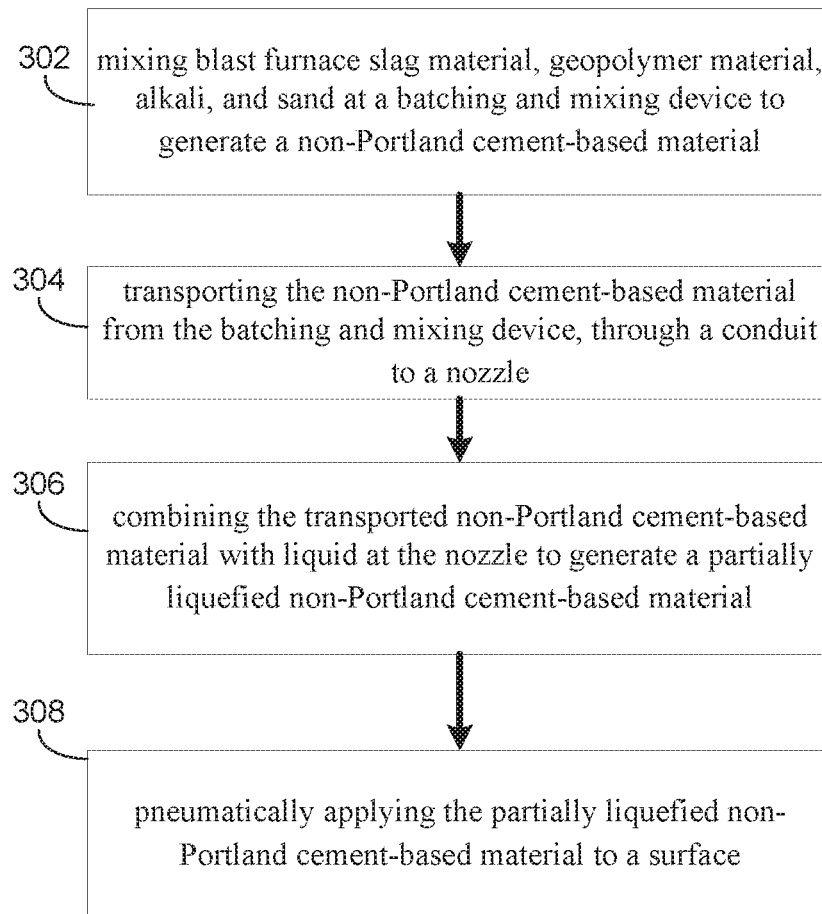 302
mixing blast furnace slag material, geopolymer material,
alkali, and sand at a batching and mixing device to
generate a non-Portland cement-based material
304
transporting the non-Portland cement-based material
from the batching and mixing device, through a conduit
to a nozzle
306
combining the transported non-Portland cement-based
material with liquid at the nozzle to generate a partially
liquefied non-Portland cement-based material
308
pneumatically applying the partially liquefied non-
Portland cement-based material to a surface